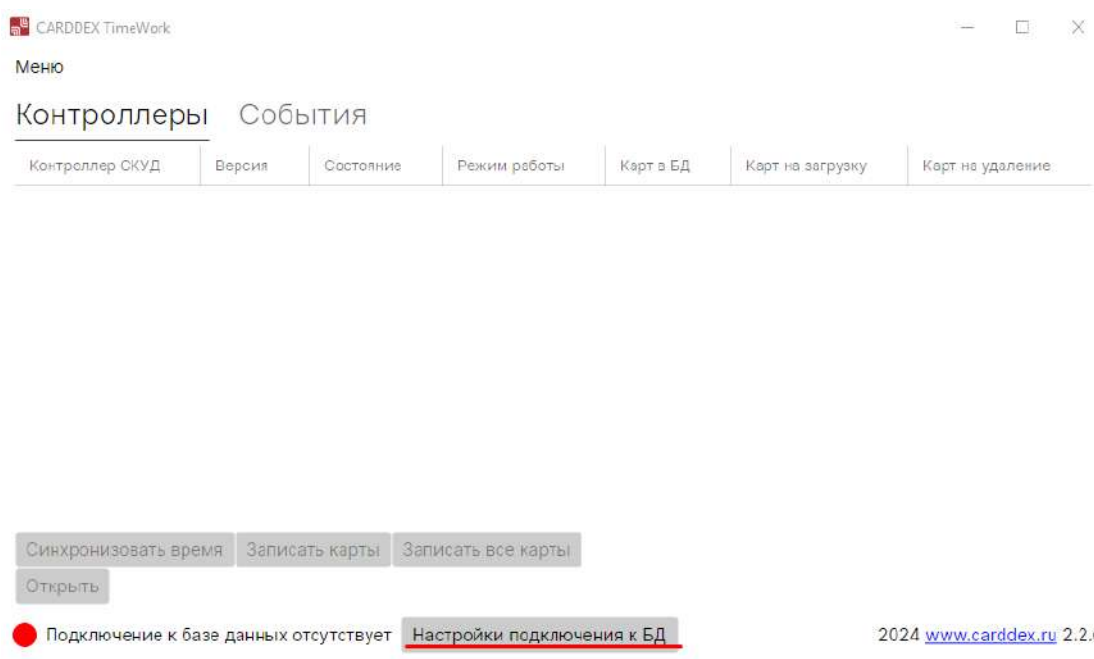 CARDDEX TimeWork
Меню
Контроллеры События
Контроллер СКУД Версия Состояние Режим работы Карт в БД Карт на загрузку Карт на удаление
Синхронизовать время Записать карты Записать все карты
Открыть
Подключение к базе данных отсутствует Настройки подключения к БД 2024 www.carddex.ru 2.2.